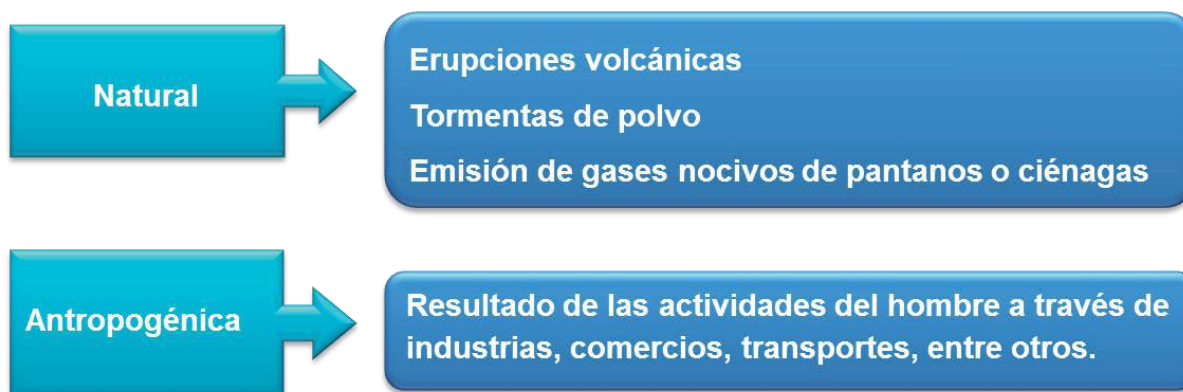 Natural
Erupciones volcánicas
Tormentas de polvo
Emisión de gases nocivos de pantanos o ciénagas
Antropogénica
Resultado de las actividades del hombre a través de
industrias, comercios, transportes, entre otros.